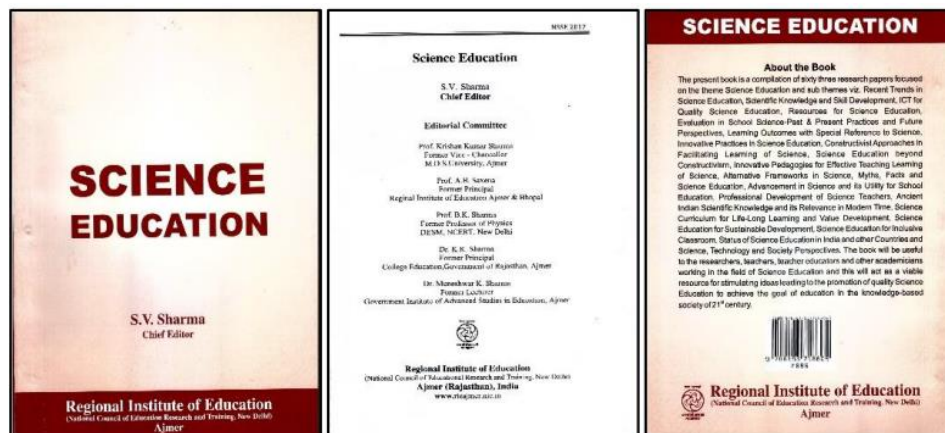 SCIENCE
EDUCATION
S.V. Sharma
Chief Editor
Regional Institute of Education
(National Council of Education Research and Training, New Delhi)
Ajmer
NSSE 2017
Science Education
S.V. Sharma
Chief Editor
Editorial Committee
Prof. Krishan Kumar Sharma
Former Vice - Chancellor
M.D.S.University, Ajmer
Prof. A.B. Saxena
Former Principal
Reginal Institute of Education Ajmer & Bhopal
Prof. B.K. Sharma
Former Professor of Physics
DESM, NCERT, New Delhi
Dr. K.K. Sharma
Former Principal
College Education,Government of Rajasthan, Ajmer
Dr. Sharma
Former Lecturer
Government Institute of Advanced Studies in Education, Ajmer
Regional Institute of Education
(National Council of Educational Research and Training, New Delhi)
Ajmer (Rajasthan), India
www.rieajmer.nic.in
SCIENCE EDUCATION
About the Book
The present book is a compilation of sixty three research papers focused
on the theme Science Education and sub themes viz. Recent Trends in
Science Education, Scientific Knowledge and Skill Development, ICT for
Quality Science Education, Resources for Science Education,
Evaluation in School Science-Past & Present Practices and Future
Perspectives, Learning Outcomes with Special Reference to Science,
Innovative Practices in Science Education, Constructivist Approaches in
Facilitating Learning of Science, Science Education beyond
Constructivism, Innovative Pedagogies for Effective Teaching Learning
of Science, Alternative Frameworks in Science, Myths, Facts and
Science Education, Advancement in Science and its Utility for School
Education, Professional Development of Science Teachers, Ancient
Indian Scientific Knowledge and its Relevance in Modern Time, Science
Curriculum for Life-Long Learning and Value Development, Science
Education for Sustainable Development, Science Education for Inclusive
Classroom, Status of Science Education in India and other Countries and
Science, Technology and Society Perspectives. The book will be useful
to the researchers, teachers, teacher educators and other academicians
working in the field of Science Education and this will act as a viable
resource for stimulating ideas leading to the promotion of quality Science
Education to achieve the goal of education in the knowledge-based
society of 21st century.
Regional Institute of Education
(National Council of Education Research and Training, New Delhi)
Ajmer